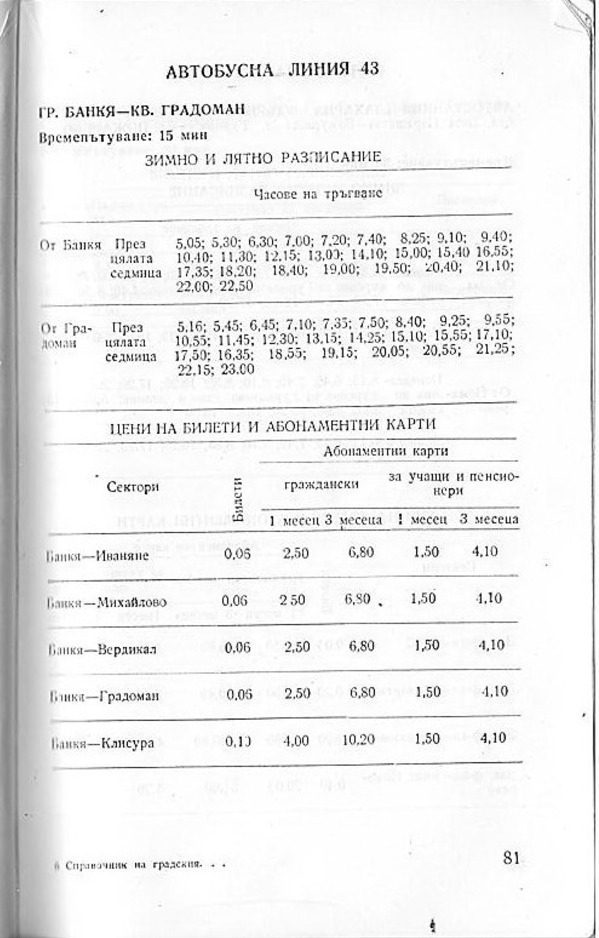 АВТОБУСНА ЛИНИЯ 43
ГР. БАНКЯ—КВ. ГРАДОМАН
Времепътуване: 15 мин
ЗИМНО И ЛЯТНО РАЗПИСАНИЕ
Часове на тръгване
От Банкя През 5,05; 5,30; 6,30; 7,00; 7,20; 7,40; 8,25; 9,10; 9,40;
цялата 10,40; 11,30; 12,15; 13,00; 14,10; 15,00; 15,40 16,55;
седмица 17,35; 18,20; 18,40; 19,00; 19,50; 20,40; 21,10;
22,00; 22,50
От Гра- През 5,16; 5,45; 6,45; 7,10; 7,35; 7,50; 8,40; 9,25; 9,55;
доман цялата 10,55; 11,45; 12,30; 13,15; 14,25; 15,10; 15,55; 17,10;
седмица 17,50; 16,35; 18,55; 19,15; 20,05; 20,55; 21,25;
22,15; 23,00
ЦЕНИ НА БИЛЕТИ И АБОНАМЕНТНИ КАРТИ
Абонаментни карти
Сектори Билети граждански за учащи и пенсио-
нери
1 месец 3 месеца 1 месец 3 месеца
Банкя—Иваняне 0,06 2,50 6,80 1,50 4,10
Банкя—Михайлово 0,06 2 50 6,80 1,50 4,10
Банкя—Вердикал 0,06 2,50 6,80 1,50 4,10
Банкя—Градоман 0,06 2,50 6,80 1,50 4,10
Банкя—Клисура 0,10 4,00 10,20 1,50 4,10
6 Справочник на градския. . .
81